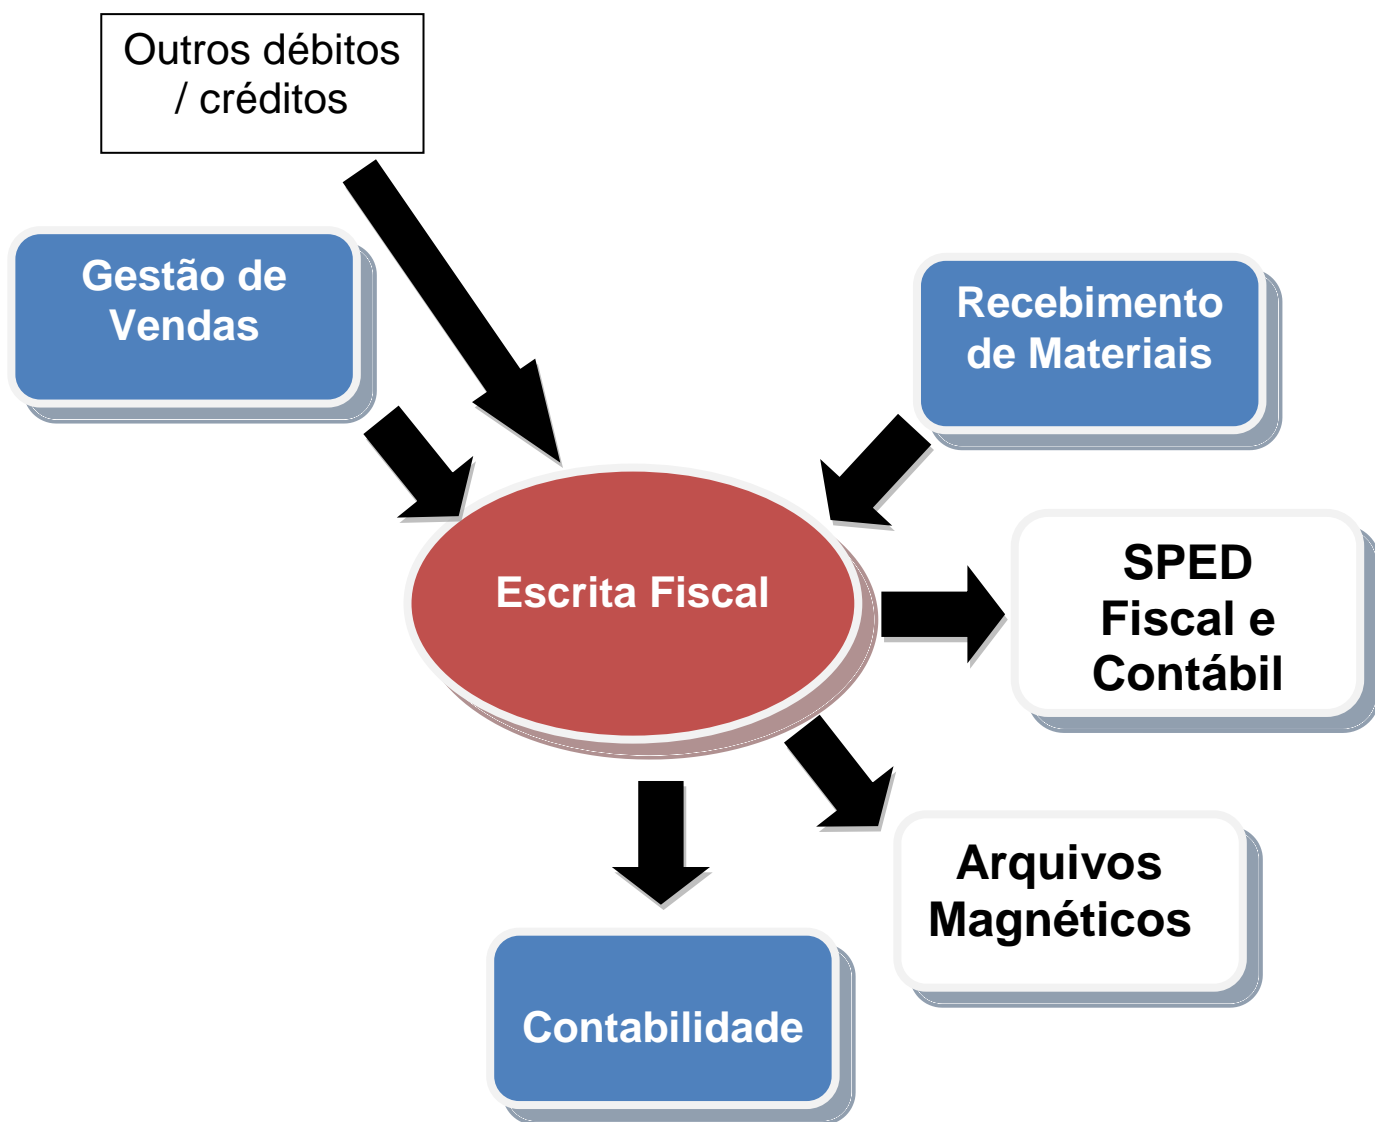 Outros débitos
/ créditos
Gestão de
Vendas
Recebimento
de Materiais
Escrita Fiscal
SPED
Fiscal e
Contábil
Arquivos
Magnéticos
Contabilidade